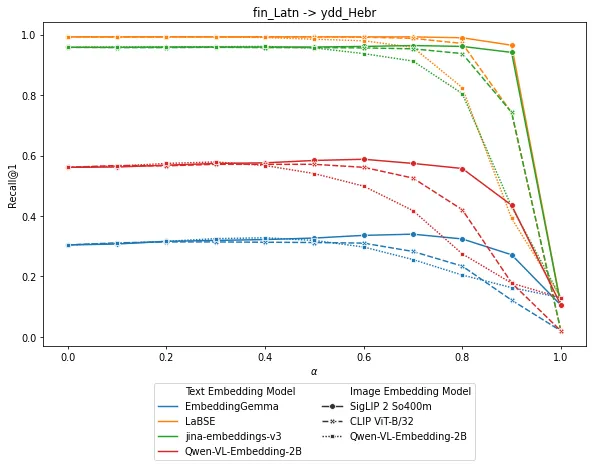 fin_Latn -> ydd_Hebr
Recall@1
1.0
0.8
0.6
0.4
0.2
0.0
0.0 0.2 0.4 0.6 0.8 1.0
α
Text Embedding Model Image Embedding Model
EmbeddingGemma SigLIP 2 So400m
LaBSE CLIP ViT-B/32
jina-embeddings-v3 Qwen-VL-Embedding-2B
Qwen-VL-Embedding-2B